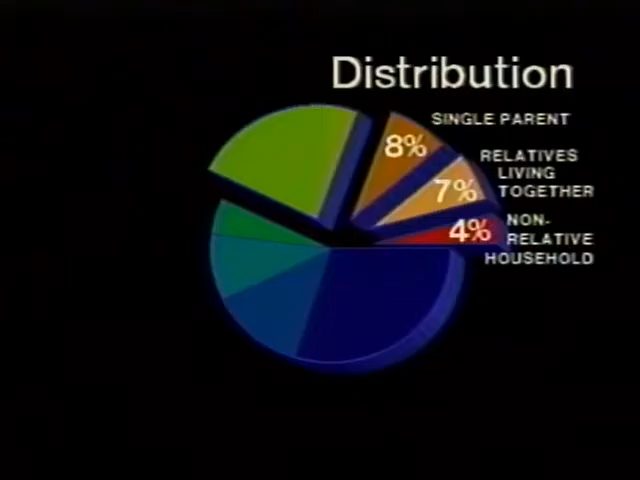 Distribution
8%
SINGLE PARENT
7%
RELATIVES
LIVING
TOGETHER
4%
NON-
RELATIVE
HOUSEHOLD